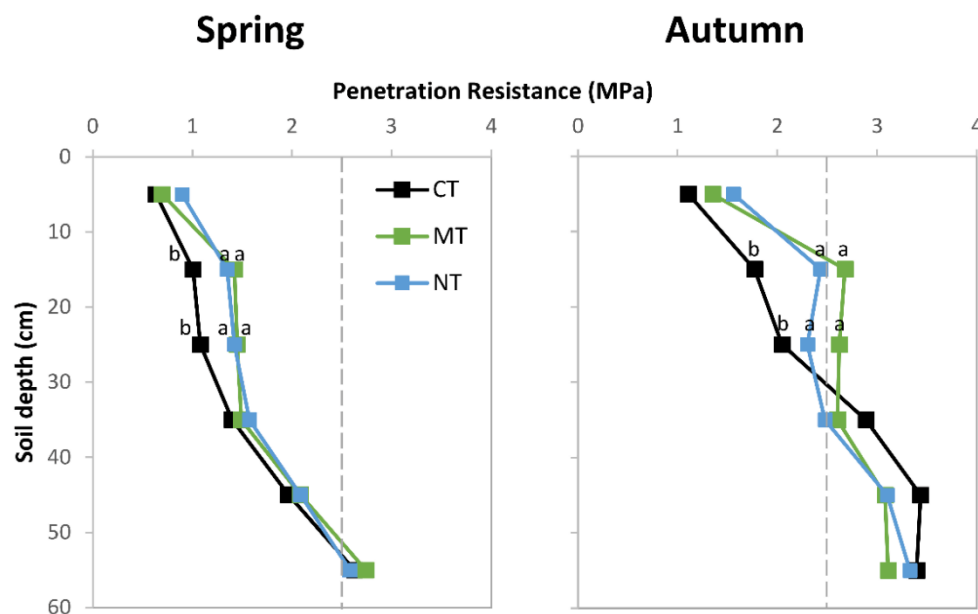 Spring Autumn
Penetration Resistance (MPa)
0 1 2 3 4 0 1 2 3 4
Soil depth (cm)
0
10
20
30
40
50
60
CT
MT
NT
b a a b a a
b a a b a a